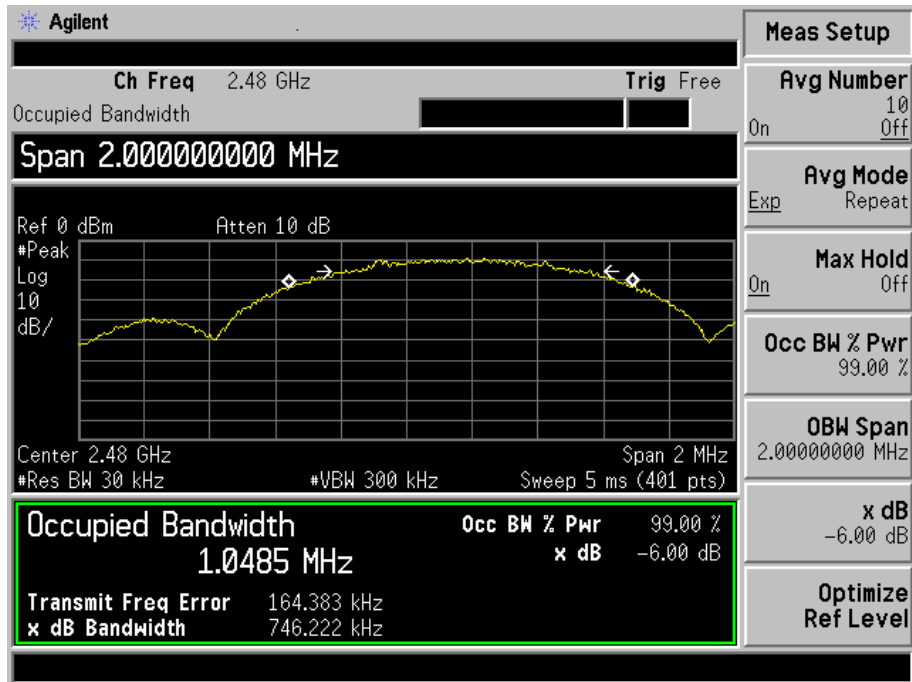 Agilent
Meas Setup
Ch Freq 2.48 GHz Trig Free
Occupied Bandwidth
Span 2.000000000 MHz
Ref 0 dBm Atten 10 dB
#Peak
Log
10
dB/
Center 2.48 GHz Span 2 MHz
#Res BW 30 kHz #VBW 300 kHz Sweep 5 ms (401 pts)
Occupied Bandwidth
1.0485 MHz
Occ BW % Pwr 99.00 %
x dB -6.00 dB
Transmit Freq Error 164.383 kHz
x dB Bandwidth 746.222 kHz
Avg Number
10
On Off
Avg Mode
Exp Repeat
Max Hold
On Off
Occ BW % Pwr
99.00 %
OBW Span
2.00000000 MHz
x dB
-6.00 dB
Optimize
Ref Level